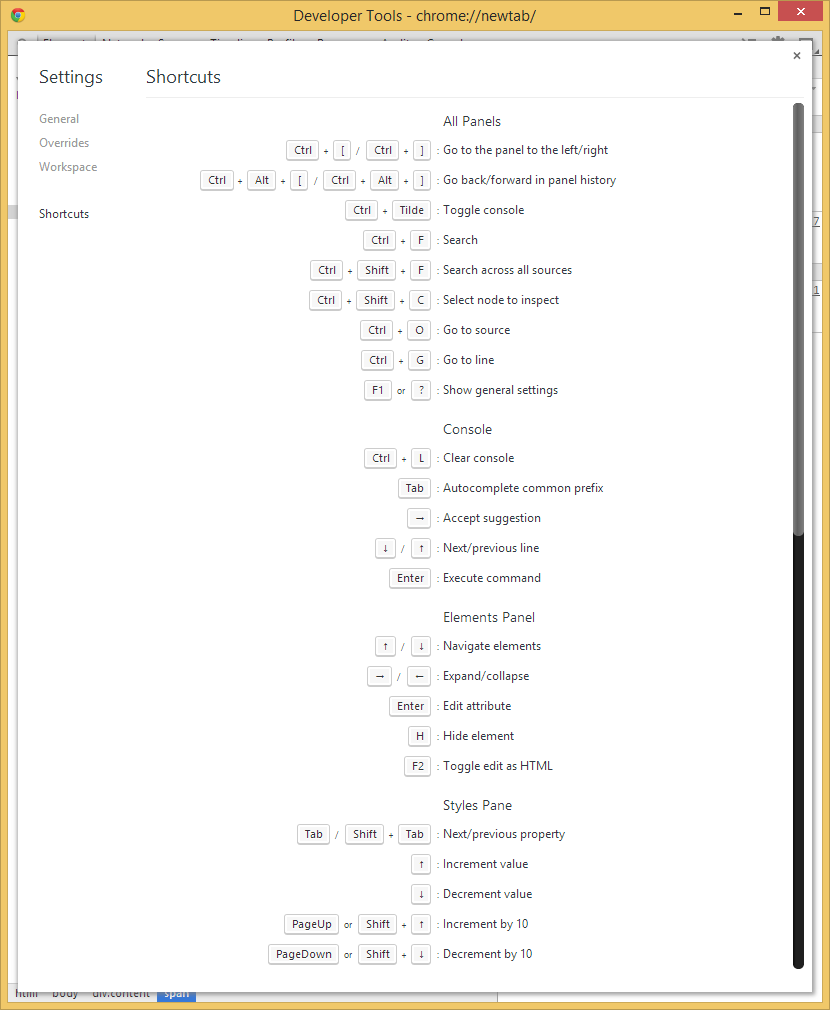 Developer Tools - chrome://newtab/
Settings
Shortcuts
General
Overrides
Workspace
Shortcuts
All Panels
Ctrl + [ / Ctrl + ] : Go to the panel to the left/right
Ctrl + Alt + [ / Ctrl + Alt + ] : Go back/forward in panel history
Ctrl + Tilde : Toggle console
Ctrl + F : Search
Ctrl + Shift + F : Search across all sources
Ctrl + Shift + C : Select node to inspect
Ctrl + O : Go to source
Ctrl + G : Go to line
F1 or ? : Show general settings
Console
Ctrl + L : Clear console
Tab : Autocomplete common prefix
→ : Accept suggestion
↓ / ↑ : Next/previous line
Enter : Execute command
Elements Panel
↑ / ↓ : Navigate elements
→ / ← : Expand/collapse
Enter : Edit attribute
H : Hide element
F2 : Toggle edit as HTML
Styles Pane
Tab / Shift + Tab : Next/previous property
↑ : Increment value
↓ : Decrement value
PageUp or Shift + ↑ : Increment by 10
PageDown or Shift + ↓ : Decrement by 10
html body div.content span